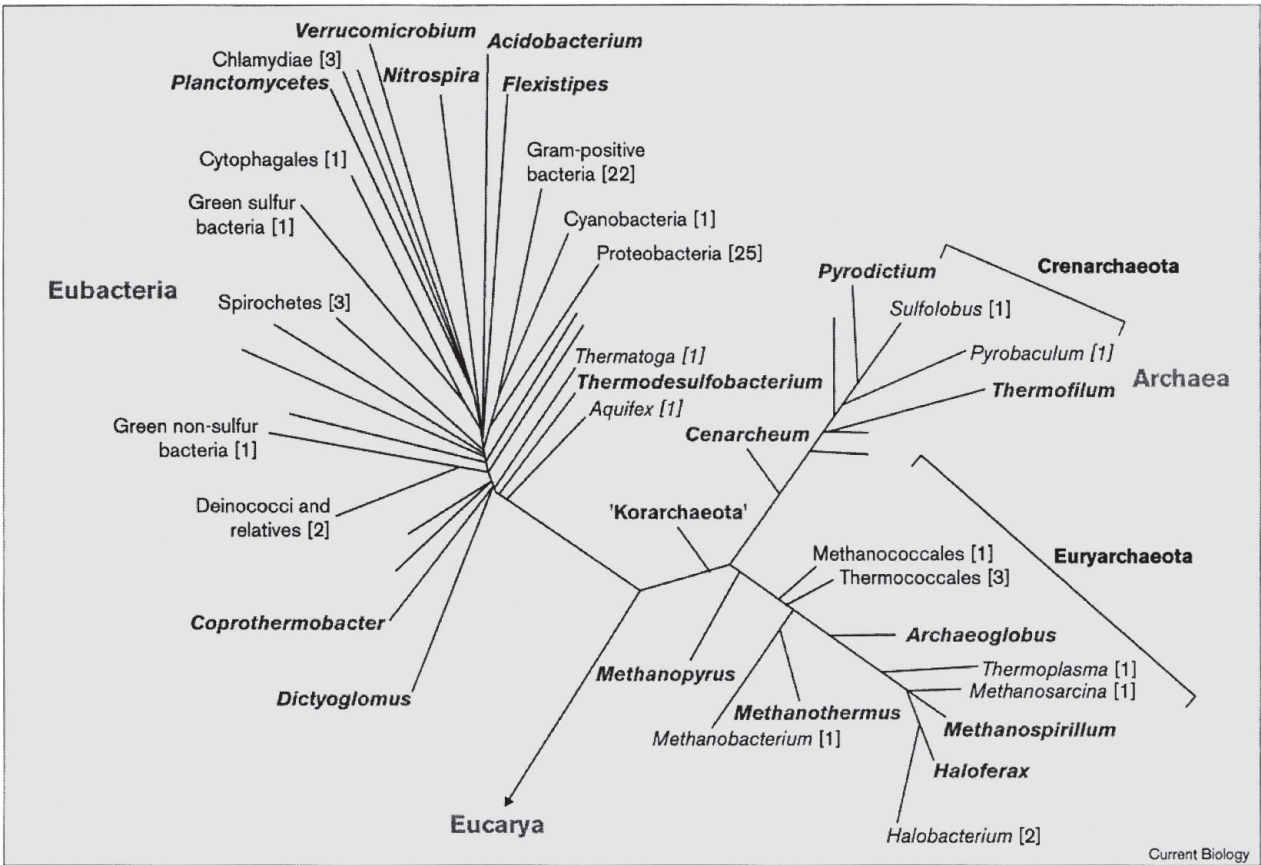 Verrucomicrobium
Acidobacterium
Chlamydiae [3]
Nitrospira
Planctomycetes
Flexistipes
Gram-positive
bacteria [22]
Cytophagales [1]
Green sulfur
bacteria [1]
Cyanobacteria [1]
Proteobacteria [25]
Eubacteria
Spirochetes [3]
Pyrodictium
Crenarchaeota
Sulfolobus [1]
Thermatoga [1]
Pyrobaculum [1]
Thermodesulfobacterium
Archaea
Thermofilum
Aquifex [1]
Green non-sulfur
bacteria [1]
Cenarcheum
Deinococci and
relatives [2]
'Korarchaeota'
Methanococcales [1]
Euryarchaeota
Thermococcales [3]
Coprothermobacter
Archaeoglobus
Methanopyrus
Thermoplasma [1]
Dictyoglomus
Methanosarcina [1]
Methanothermus
Methanospirillum
Methanobacterium [1]
Haloferax
Eucarya
Halobacterium [2]
Current Biology